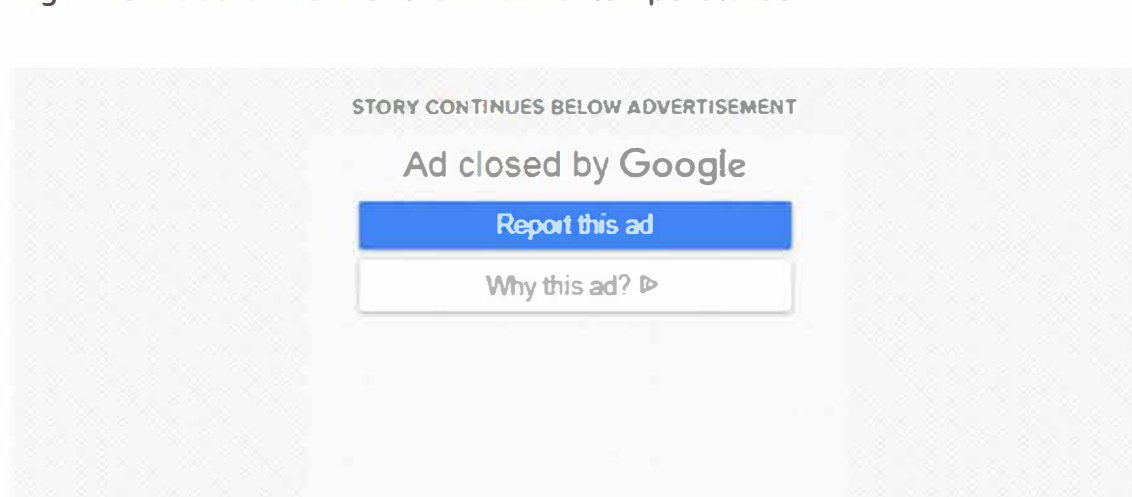 STORY CONTINUES BELOW ADVERTISEMENT
Ad closed by Google
Report this ad
Why this ad?